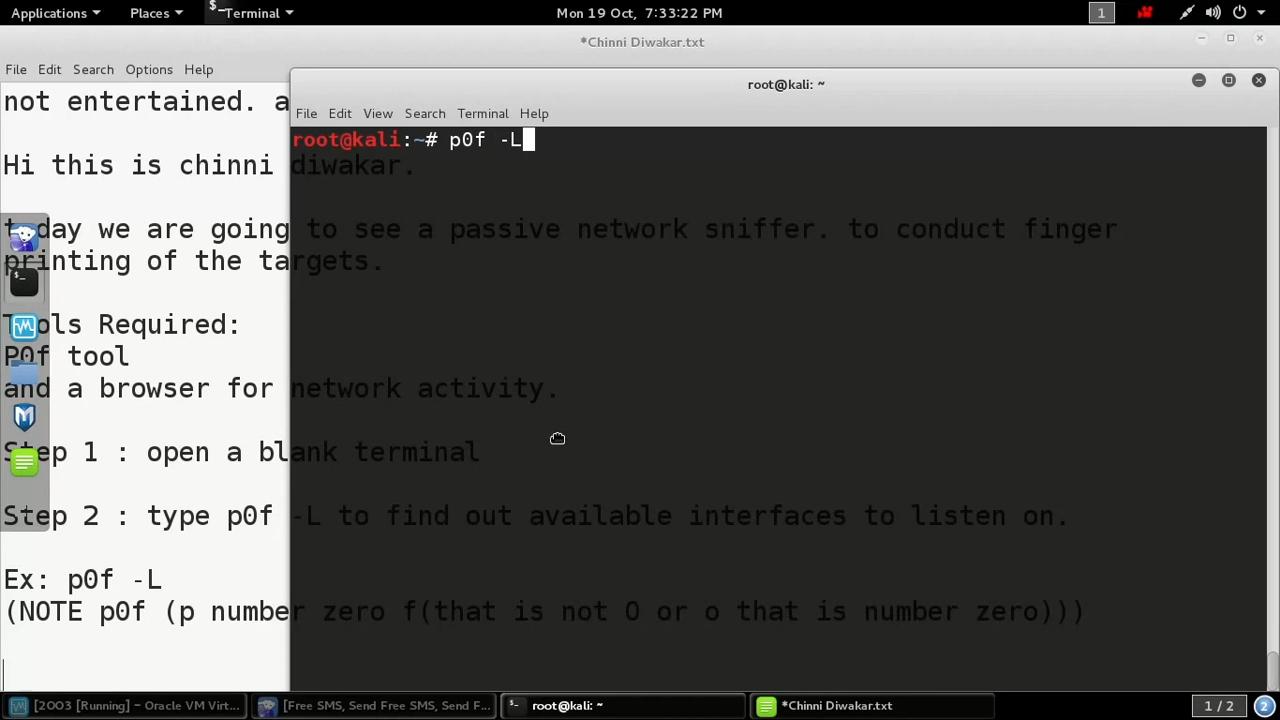 Applications Places Terminal Mon 19 Oct, 7:33:22 PM 1
*Chinni Diwakar.txt
File Edit Search Options Help
root@kali: ~
File Edit View Search Terminal Help
root@kali:~# p0f -L
not entertained. a
Hi this is chinni diwakar.
today we are going to see a passive network sniffer. to conduct finger
printing of the targets.
Tools Required:
P0f tool
and a browser for network activity.
Step 1 : open a blank terminal
Step 2 : type p0f -L to find out available interfaces to listen on.
Ex: p0f -L
(NOTE p0f (p number zero f(that is not O or o that is number zero)))
[2003 [Running] - Oracle VM Virt... [Free SMS, Send Free SMS, Send F... root@kali: ~ *Chinni Diwakar.txt 1 / 2 2